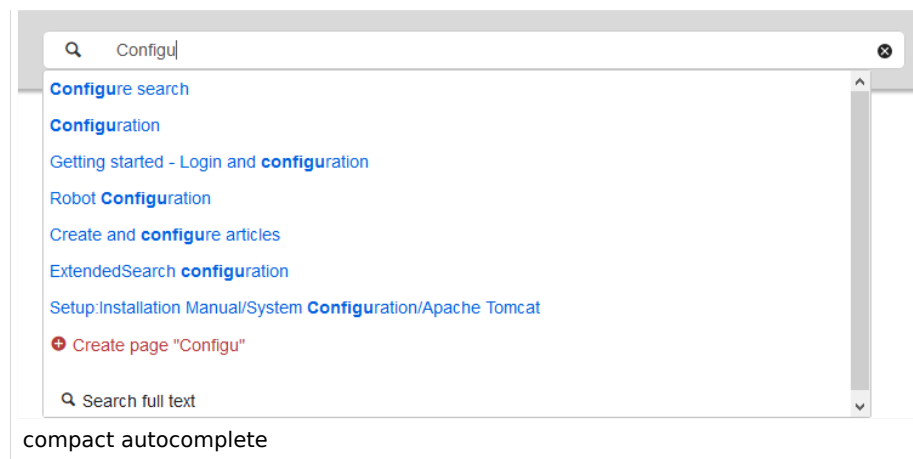 Configu
Configure search
Configuration
Getting started - Login and configuration
Robot Configuration
Create and configure articles
ExtendedSearch configuration
Setup:Installation Manual/System Configuration/Apache Tomcat
Create page "Configu"
Search full text
compact autocomplete